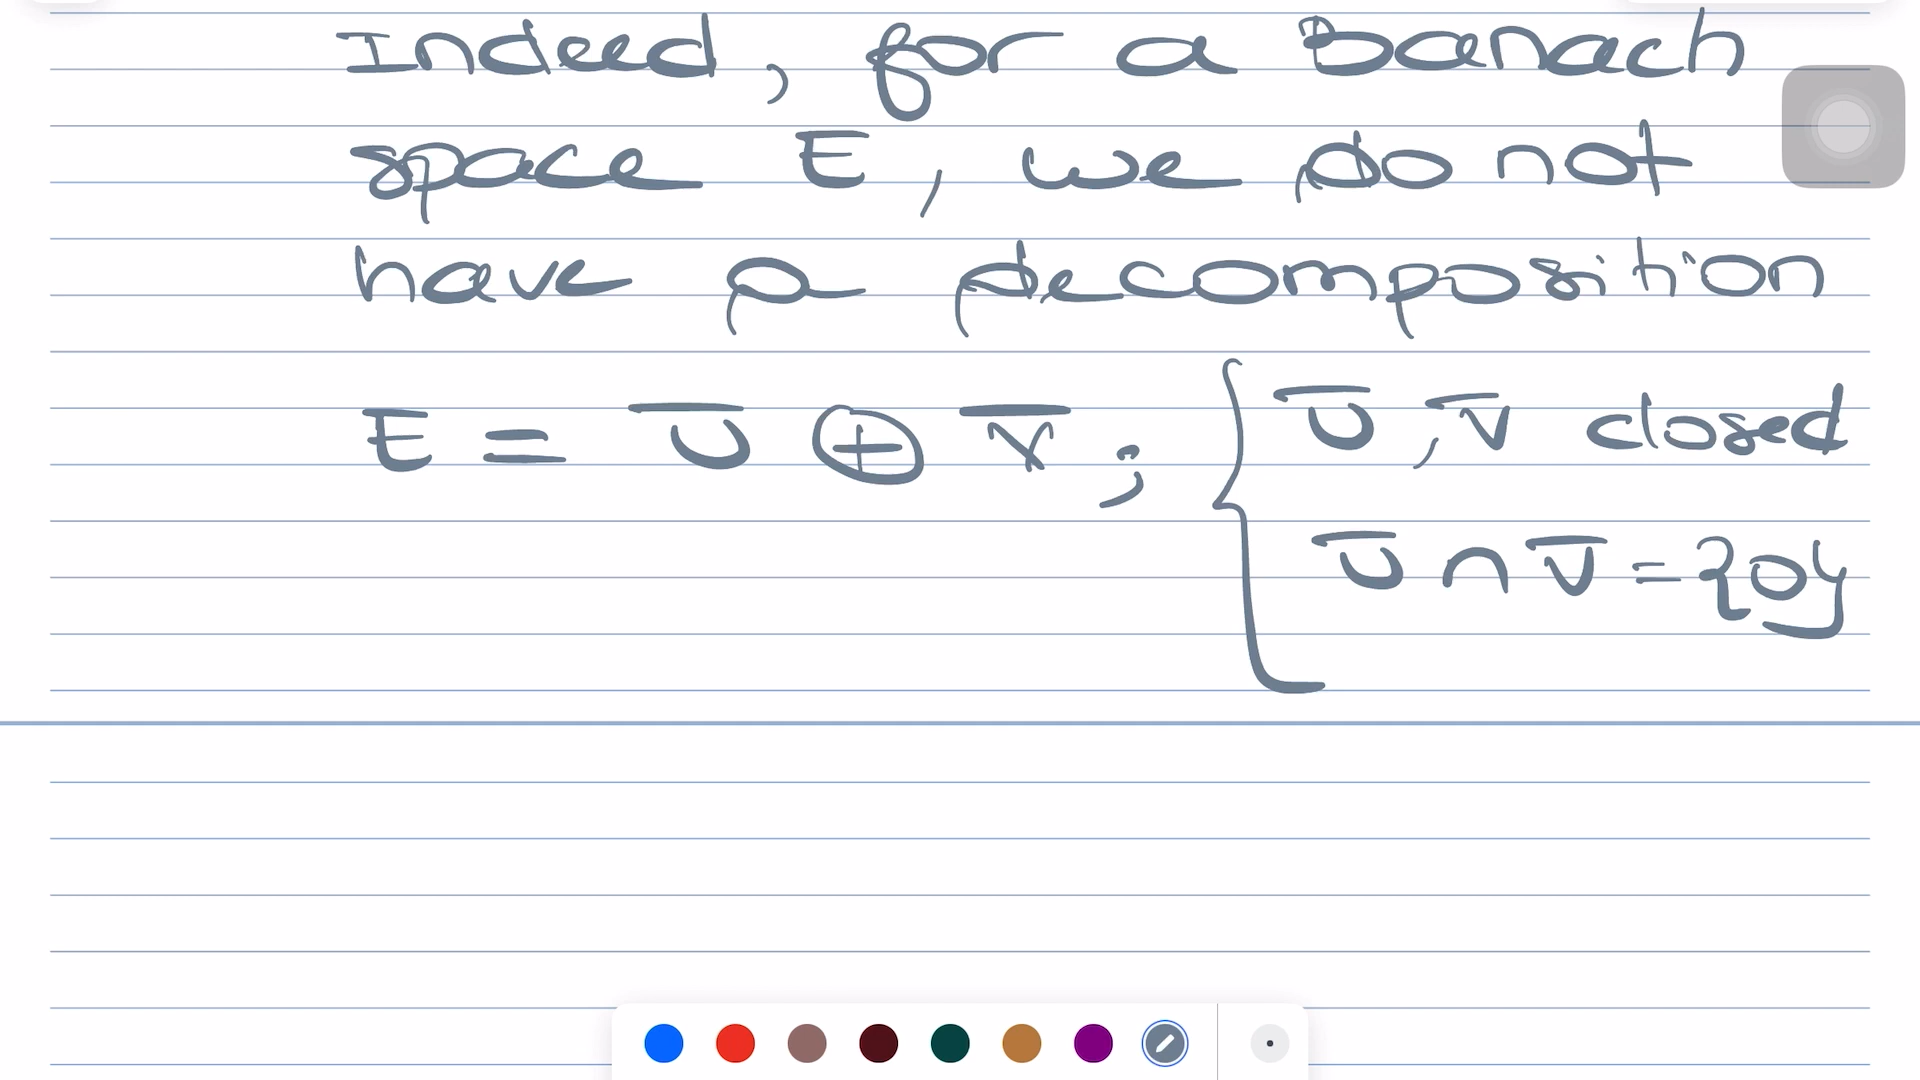 Indeed, for a Banach
space E, we do not
have a decomposition
E = U̅ ⊕ V̅ ; { U̅, V̅ closed
U̅ ∩ V̅ = {0}